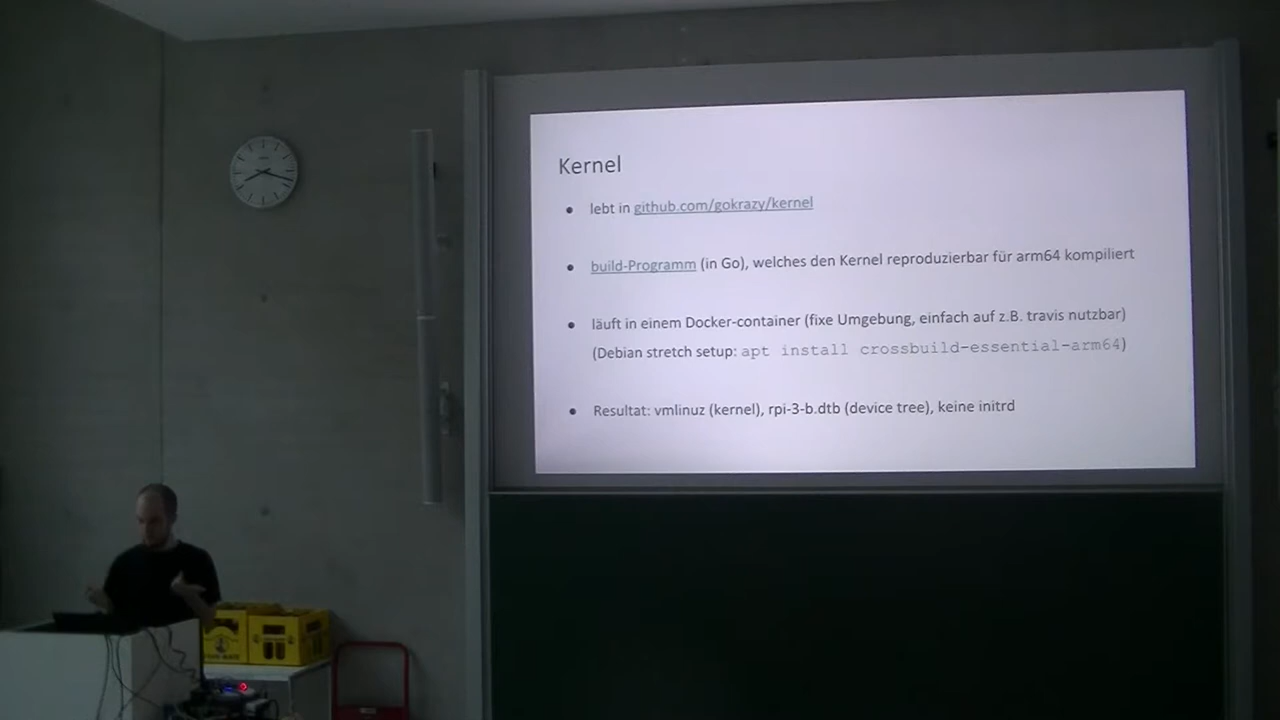 Kernel
lebt in github.com/gokrazy/kernel
build-Programm (in Go), welches den Kernel reproduzierbar für arm64 kompiliert
läuft in einem Docker-container (fixe Umgebung, einfach auf z.B. travis nutzbar)
(Debian stretch setup: apt install crossbuild-essential-arm64)
Resultat: vmlinuz (kernel), rpi-3-b.dtb (device tree), keine initrd